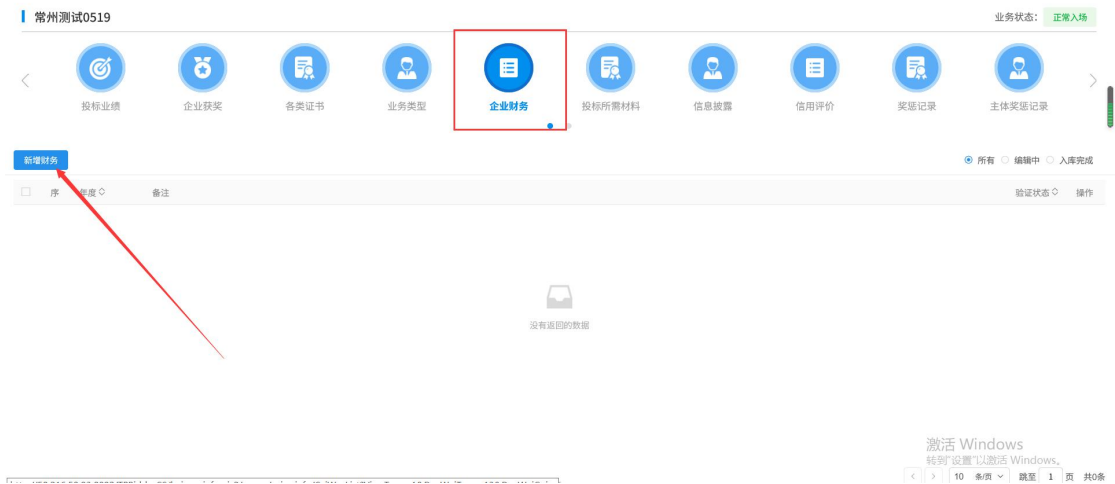 常州测试0519
业务状态： 正常入场
投标业绩 企业获奖 各类证书 业务类型 企业财务 投标所需材料 信息披露 信用评价 奖惩记录 主体奖惩记录
新增财务
所有 编辑中 入库完成
序 年度 备注 验证状态 操作
没有返回的数据
激活 Windows
转到"设置"以激活 Windows。
10 条/页 跳至 1 页 共0条